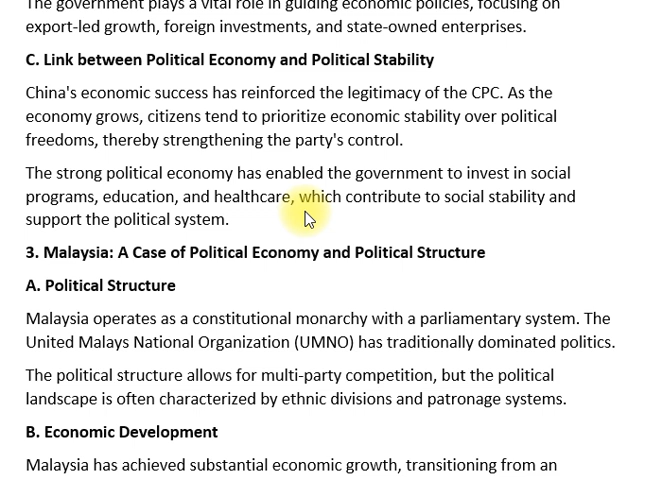 The government plays a vital role in guiding economic policies, focusing on
export-led growth, foreign investments, and state-owned enterprises.
C. Link between Political Economy and Political Stability
China's economic success has reinforced the legitimacy of the CPC. As the
economy grows, citizens tend to prioritize economic stability over political
freedoms, thereby strengthening the party's control.
The strong political economy has enabled the government to invest in social
programs, education, and healthcare, which contribute to social stability and
support the political system.
3. Malaysia: A Case of Political Economy and Political Structure
A. Political Structure
Malaysia operates as a constitutional monarchy with a parliamentary system. The
United Malays National Organization (UMNO) has traditionally dominated politics.
The political structure allows for multi-party competition, but the political
landscape is often characterized by ethnic divisions and patronage systems.
B. Economic Development
Malaysia has achieved substantial economic growth, transitioning from an